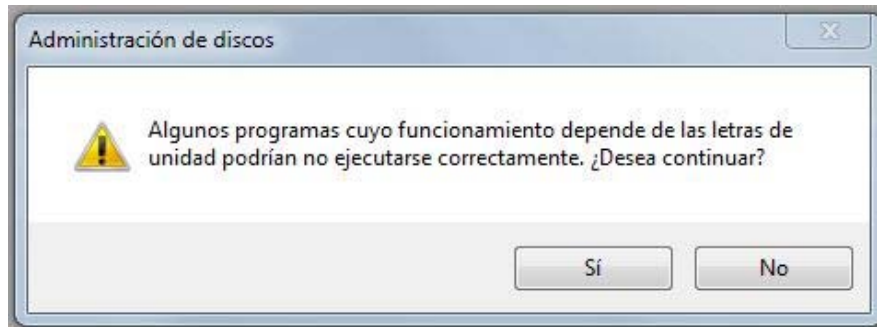 Administración de discos
Algunos programas cuyo funcionamiento depende de las letras de
unidad podrían no ejecutarse correctamente. ¿Desea continuar?
Sí
No